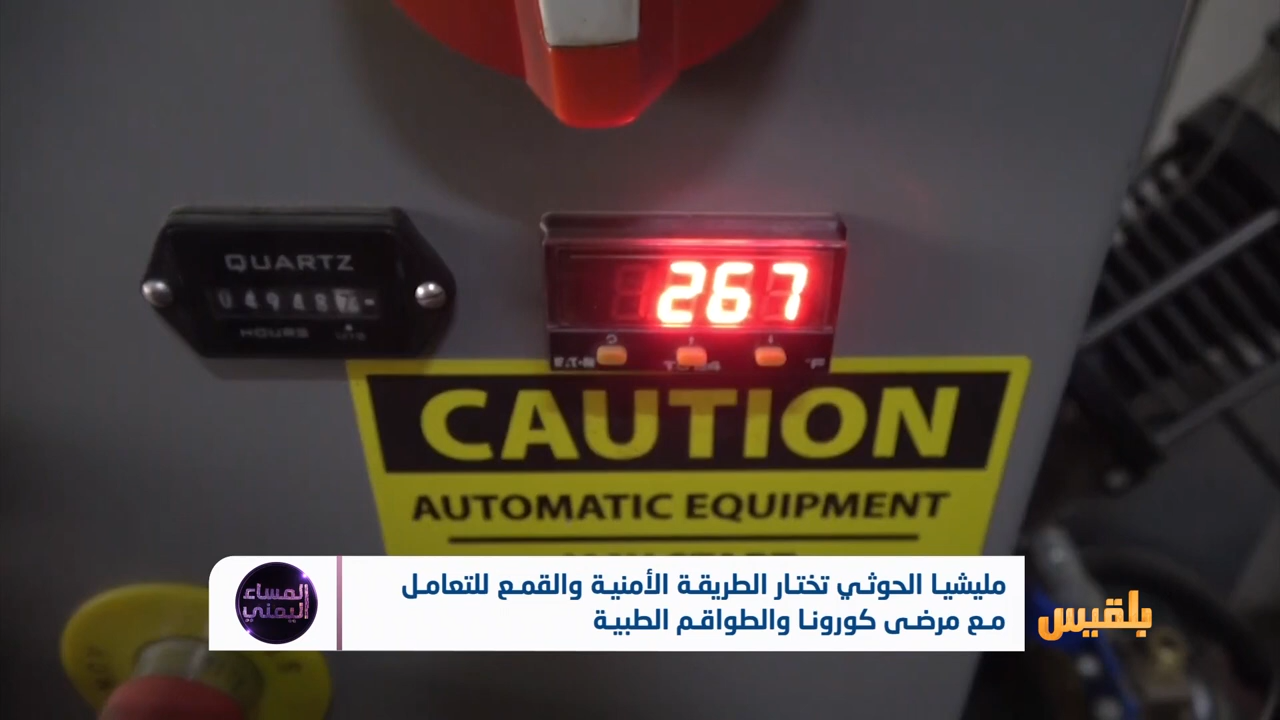 QUARTZ
04948
HOURS
267
CAUTION
AUTOMATIC EQUIPMENT
المساء
اليمني
مليشيا الحوثي تختار الطريقة الأمنية والقمع للتعامل
مع مرضى كورونا والطواقم الطبية
بلقيس